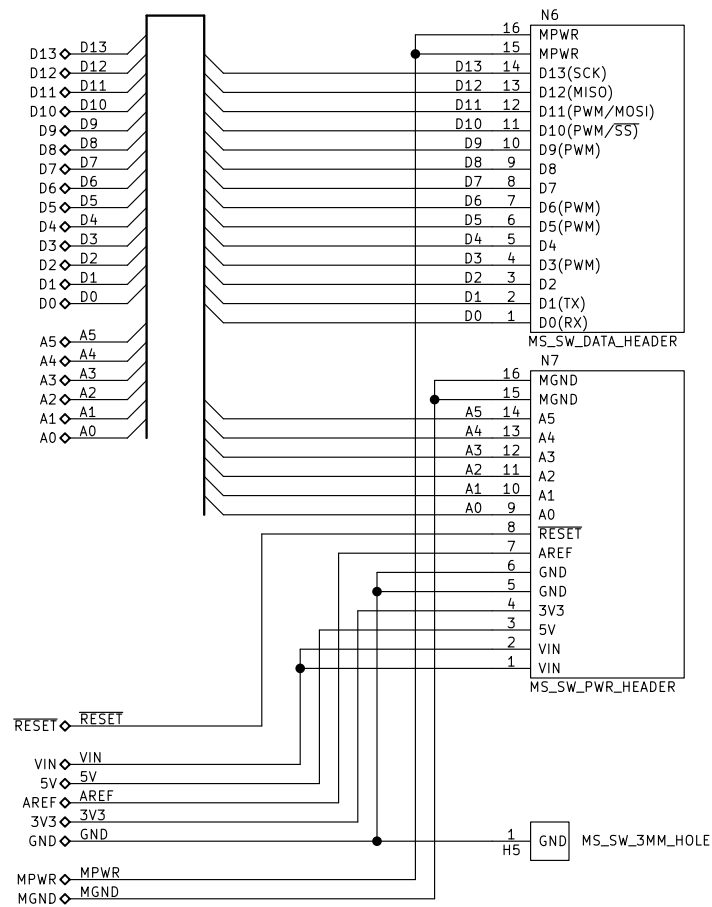 N6
16 MPWR
15 MPWR
D13 D13 D13 14 D13(SCK)
D12 D12 D12 13 D12(MISO)
D11 D11 D11 12 D11(PWM/MOSI)
D10 D10 D10 11 D10(PWM/SS)
D9 D9 D9 10 D9(PWM)
D8 D8 D8 9 D8
D7 D7 D7 8 D7
D6 D6 D6 7 D6(PWM)
D5 D5 D5 6 D5(PWM)
D4 D4 D4 5 D4
D3 D3 D3 4 D3(PWM)
D2 D2 D2 3 D2
D1 D1 D1 2 D1(TX)
D0 D0 D0 1 D0(RX)
MS_SW_DATA_HEADER
A5 A5
A4 A4
A3 A3
A2 A2
A1 A1
A0 A0
N7
16 MGND
15 MGND
A5 14 A5
A4 13 A4
A3 12 A3
A2 11 A2
A1 10 A1
A0 9 A0
8 RESET
7 AREF
6 GND
5 GND
4 3V3
3 5V
2 VIN
1 VIN
MS_SW_PWR_HEADER
RESET RESET
VIN VIN
5V 5V
AREF AREF
3V3 3V3
GND GND
1 GND MS_SW_3MM_HOLE
H5
MPWR MPWR
MGND MGND